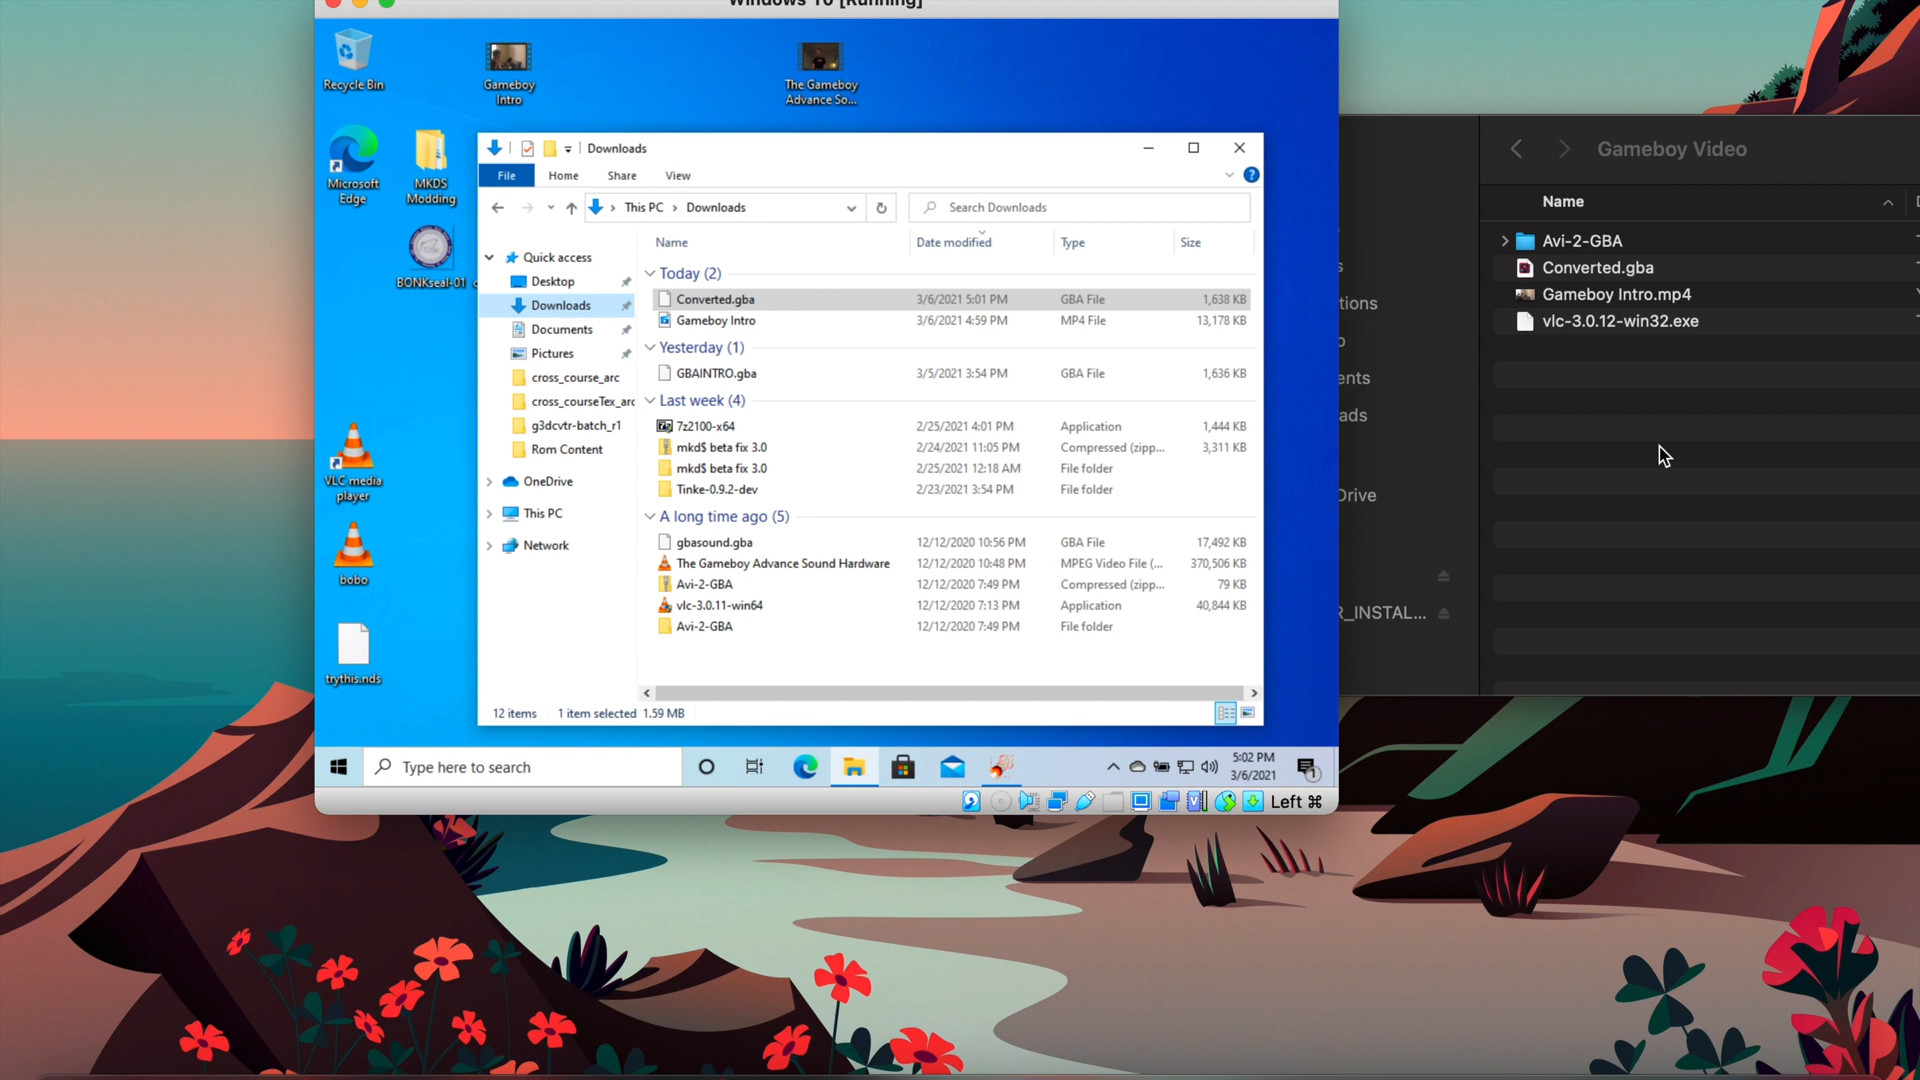 Windows 10 [Running]
Recycle Bin
Gameboy
Intro
The Gameboy
Advance So...
Microsoft
Edge
MKDS
Modding
BONKseal-01
VLC media
player
bobo
trythis.nds
Downloads
File
Home
Share
View
This PC
Downloads
Search Downloads
Quick access
Desktop
Downloads
Documents
Pictures
cross_course_arc
cross_courseTex_arc
g3dcvtr-batch_r1
Rom Content
OneDrive
This PC
Network
Name Date modified Type Size
Today (2)
Converted.gba 3/6/2021 5:01 PM GBA File 1,638 KB
Gameboy Intro 3/6/2021 4:59 PM MP4 File 13,178 KB
Yesterday (1)
GBAINTRO.gba 3/5/2021 3:54 PM GBA File 1,636 KB
Last week (4)
7z2100-x64 2/25/2021 4:01 PM Application 1,444 KB
mkd$ beta fix 3.0 2/24/2021 11:05 PM Compressed (zipp... 3,311 KB
mkd$ beta fix 3.0 2/25/2021 12:18 AM File folder
Tinke-0.9.2-dev 2/23/2021 3:54 PM File folder
A long time ago (5)
gbasound.gba 12/12/2020 10:56 PM GBA File 17,492 KB
The Gameboy Advance Sound Hardware 12/12/2020 10:48 PM MPEG Video File (... 370,506 KB
Avi-2-GBA 12/12/2020 7:49 PM Compressed (zipp... 79 KB
vlc-3.0.11-win64 12/12/2020 7:13 PM Application 40,844 KB
Avi-2-GBA 12/12/2020 7:49 PM File folder
12 items 1 item selected 1.59 MB
Type here to search
5:02 PM
3/6/2021
1
Left ⌘
Gameboy Video
Name
Avi-2-GBA
Converted.gba
Gameboy Intro.mp4
vlc-3.0.12-win32.exe
tions
ents
ads
Drive
R_INSTAL...